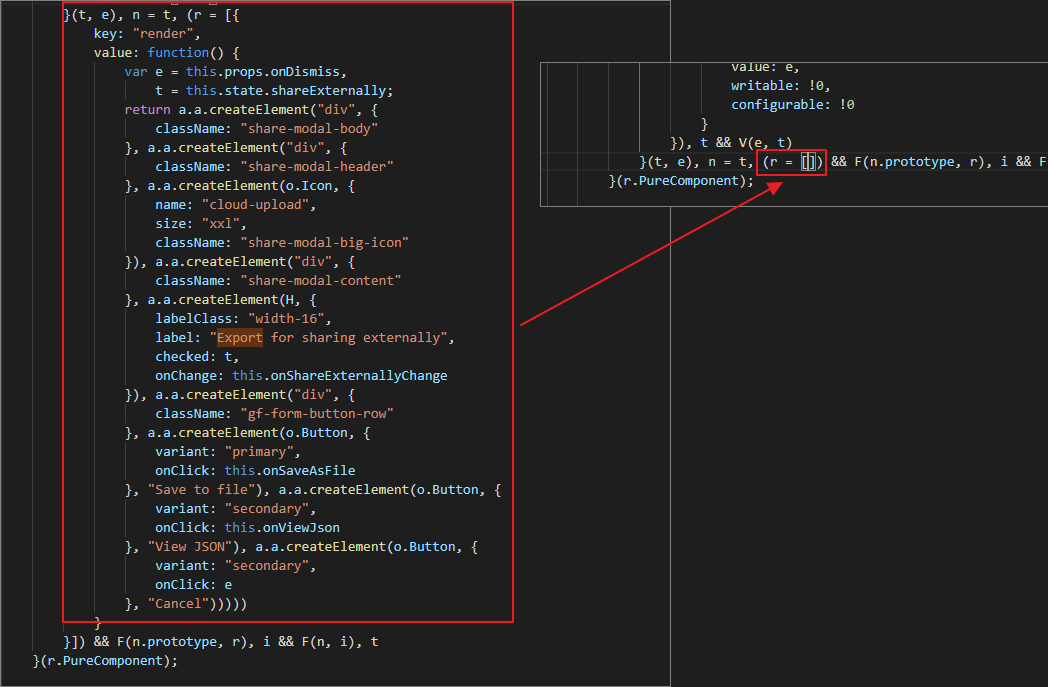 }(t, e), n = t, (r = [{
key: "render",
value: function() {
var e = this.props.onDismiss,
t = this.state.shareExternally;
return a.a.createElement("div", {
className: "share-modal-body"
}, a.a.createElement("div", {
className: "share-modal-header"
}, a.a.createElement(o.Icon, {
name: "cloud-upload",
size: "xxl",
className: "share-modal-big-icon"
}), a.a.createElement("div", {
className: "share-modal-content"
}, a.a.createElement(H, {
labelClass: "width-16",
label: "Export for sharing externally",
checked: t,
onChange: this.onShareExternallyChange
}), a.a.createElement("div", {
className: "gf-form-button-row"
}, a.a.createElement(o.Button, {
variant: "primary",
onClick: this.onSaveAsFile
}, "Save to file"), a.a.createElement(o.Button, {
variant: "secondary",
onClick: this.onViewJson
}, "View JSON"), a.a.createElement(o.Button, {
variant: "secondary",
onClick: e
}, "Cancel")))))
}
}]) && F(n.prototype, r), i && F(n, i), t
}(r.PureComponent);
value: e,
writable: !0,
configurable: !0
}
}), t && V(e, t)
}(t, e), n = t, (r = []) && F(n.prototype, r), i && F
}(r.PureComponent);